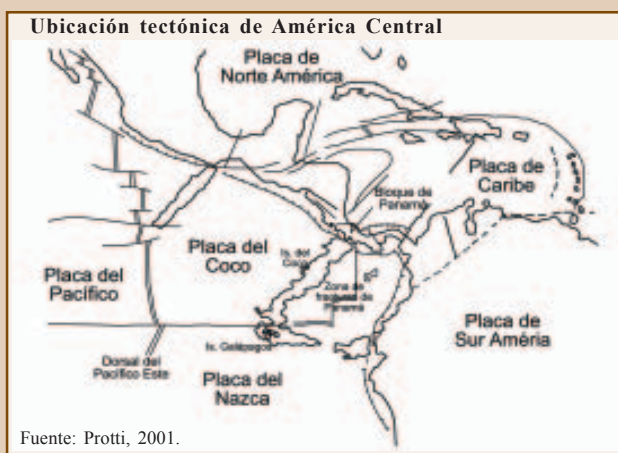 Ubicación tectónica de América Central
Placa de
Norte América
Placa de
Caribe
Bloque de
Panamá
Placa del
Coco
Is. del
Coco
Placa del
Pacífico
Zona de
fractura de
Panamá
Placa de
Sur Améria
Is. Galápagos
Dorsal del
Pacífico Este
Placa del
Nazca
Fuente: Protti, 2001.